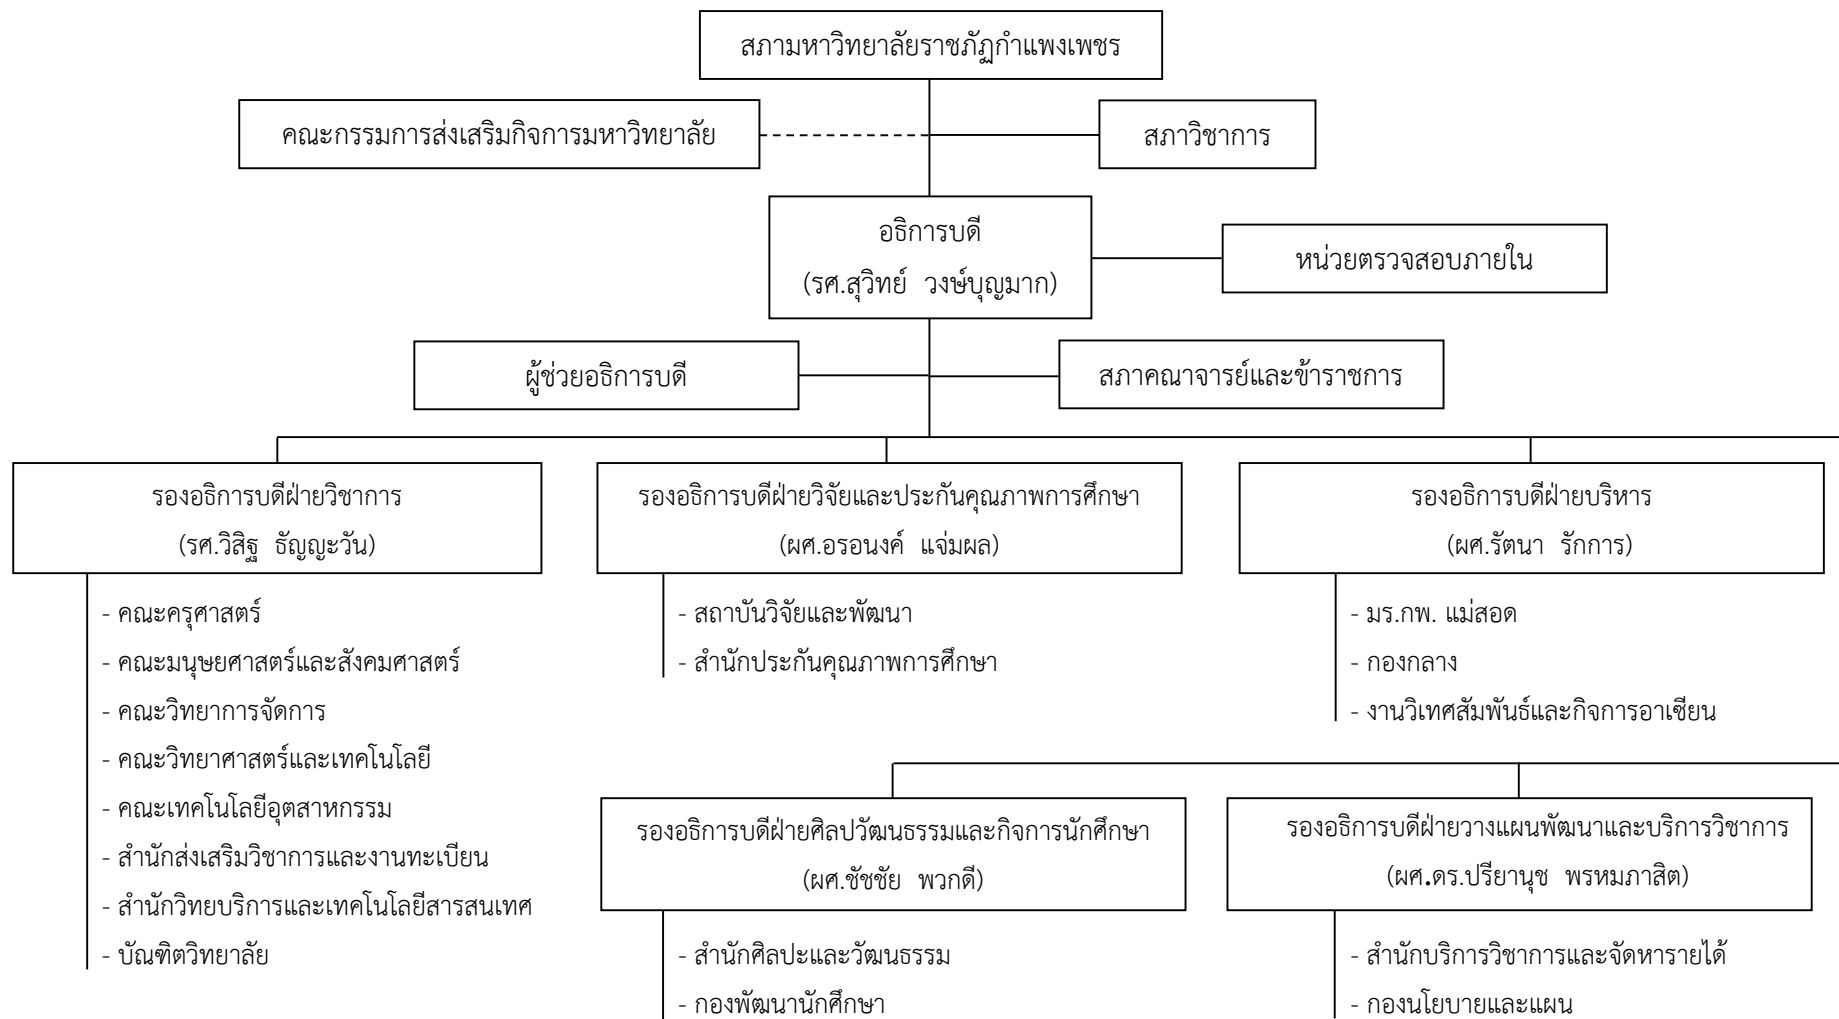 สภามหาวิทยาลัยราชภัฏกำแพงเพชร
คณะกรรมการส่งเสริมกิจการมหาวิทยาลัย
สภาวิชาการ
อธิการบดี
(รศ.สุวิทย์ วงษ์บุญมาก)
หน่วยตรวจสอบภายใน
ผู้ช่วยอธิการบดี
สภาคณาจารย์และข้าราชการ
รองอธิการบดีฝ่ายวิชาการ
(รศ.วิสิฐ ธัญญะวัน)
- คณะครุศาสตร์
- คณะมนุษยศาสตร์และสังคมศาสตร์
- คณะวิทยาการจัดการ
- คณะวิทยาศาสตร์และเทคโนโลยี
- คณะเทคโนโลยีอุตสาหกรรม
- สำนักส่งเสริมวิชาการและงานทะเบียน
- สำนักวิทยบริการและเทคโนโลยีสารสนเทศ
- บัณฑิตวิทยาลัย
รองอธิการบดีฝ่ายวิจัยและประกันคุณภาพการศึกษา
(ผศ.อรอนงค์ แจ่มผล)
- สถาบันวิจัยและพัฒนา
- สำนักประกันคุณภาพการศึกษา
รองอธิการบดีฝ่ายบริหาร
(ผศ.รัตนา รักการ)
- มร.กพ. แม่สอด
- กองกลาง
- งานวิเทศสัมพันธ์และกิจการอาเซียน
รองอธิการบดีฝ่ายศิลปวัฒนธรรมและกิจการนักศึกษา
(ผศ.ชัชชัย พวกดี)
- สำนักศิลปะและวัฒนธรรม
- กองพัฒนานักศึกษา
รองอธิการบดีฝ่ายวางแผนพัฒนาและบริการวิชาการ
(ผศ.ดร.ปรียานุช พรหมภาสิต)
- สำนักบริการวิชาการและจัดหารายได้
- กองนโยบายและแผน